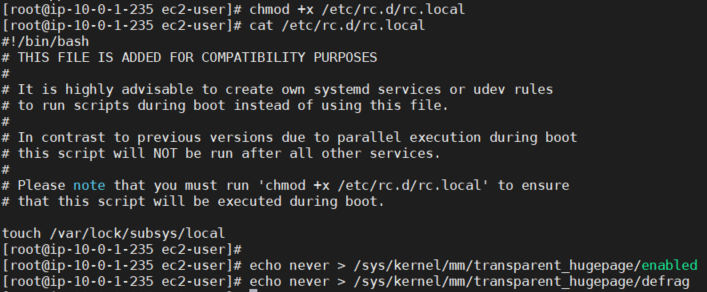 [root@ip-10-0-1-235 ec2-user]# chmod +x /etc/rc.d/rc.local
[root@ip-10-0-1-235 ec2-user]# cat /etc/rc.d/rc.local
#!/bin/bash
# THIS FILE IS ADDED FOR COMPATIBILITY PURPOSES
#
# It is highly advisable to create own systemd services or udev rules
# to run scripts during boot instead of using this file.
#
# In contrast to previous versions due to parallel execution during boot
# this script will NOT be run after all other services.
#
# Please note that you must run 'chmod +x /etc/rc.d/rc.local' to ensure
# that this script will be executed during boot.

touch /var/lock/subsys/local
[root@ip-10-0-1-235 ec2-user]#
[root@ip-10-0-1-235 ec2-user]# echo never > /sys/kernel/mm/transparent_hugepage/enabled
[root@ip-10-0-1-235 ec2-user]# echo never > /sys/kernel/mm/transparent_hugepage/defrag